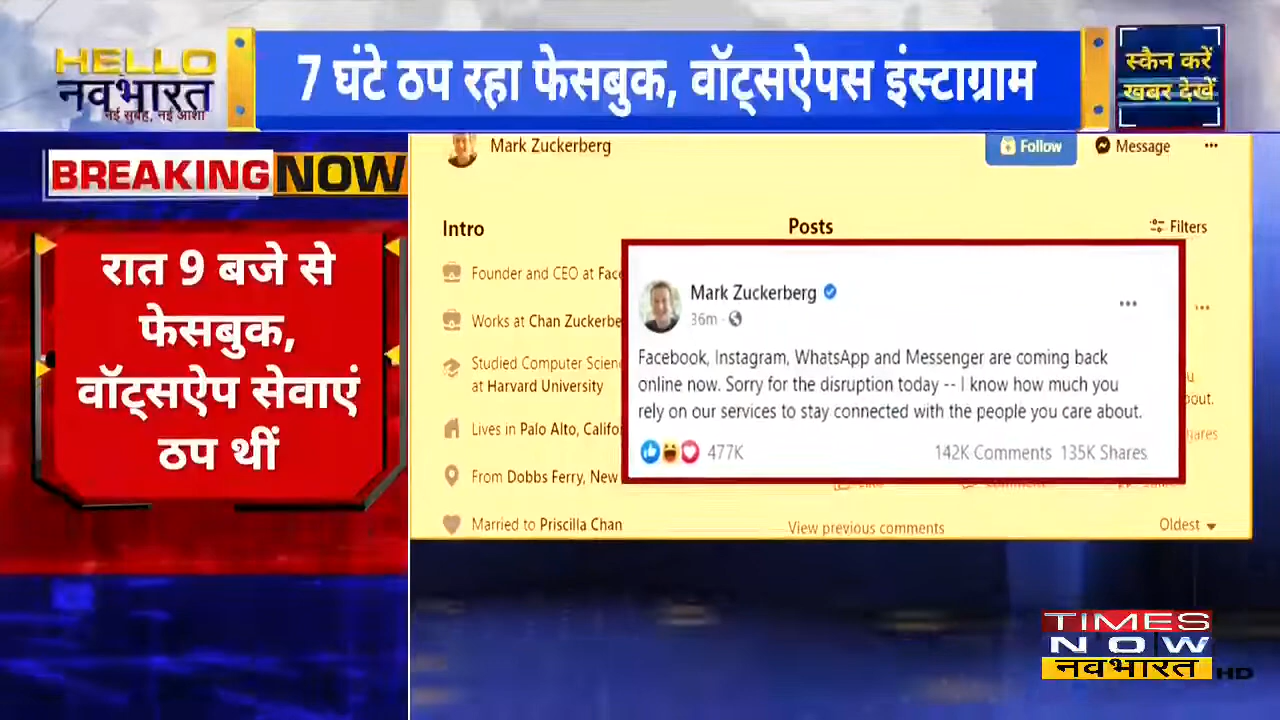 HELLO
नवभारत
नई सुबह, नई आशा
7 घंटे ठप रहा फेसबुक, वॉट्सऐपस इंस्टाग्राम
स्कैन करें
खबर देखें
BREAKING NOW
रात 9 बजे से
फेसबुक,
वॉट्सऐप सेवाएं
ठप थीं
Mark Zuckerberg
Follow
Message
Intro
Posts
Filters
Founder and CEO at Face
Works at Chan Zuckerbe
Studied Computer Scien
at Harvard University
Lives in Palo Alto, Califo
From Dobbs Ferry, New
Married to Priscilla Chan
Mark Zuckerberg
36m
Facebook, Instagram, WhatsApp and Messenger are coming back
online now. Sorry for the disruption today -- I know how much you
rely on our services to stay connected with the people you care about.
477K
142K Comments 135K Shares
View previous comments
Oldest
TIMES
NOW
नवभारत
HD